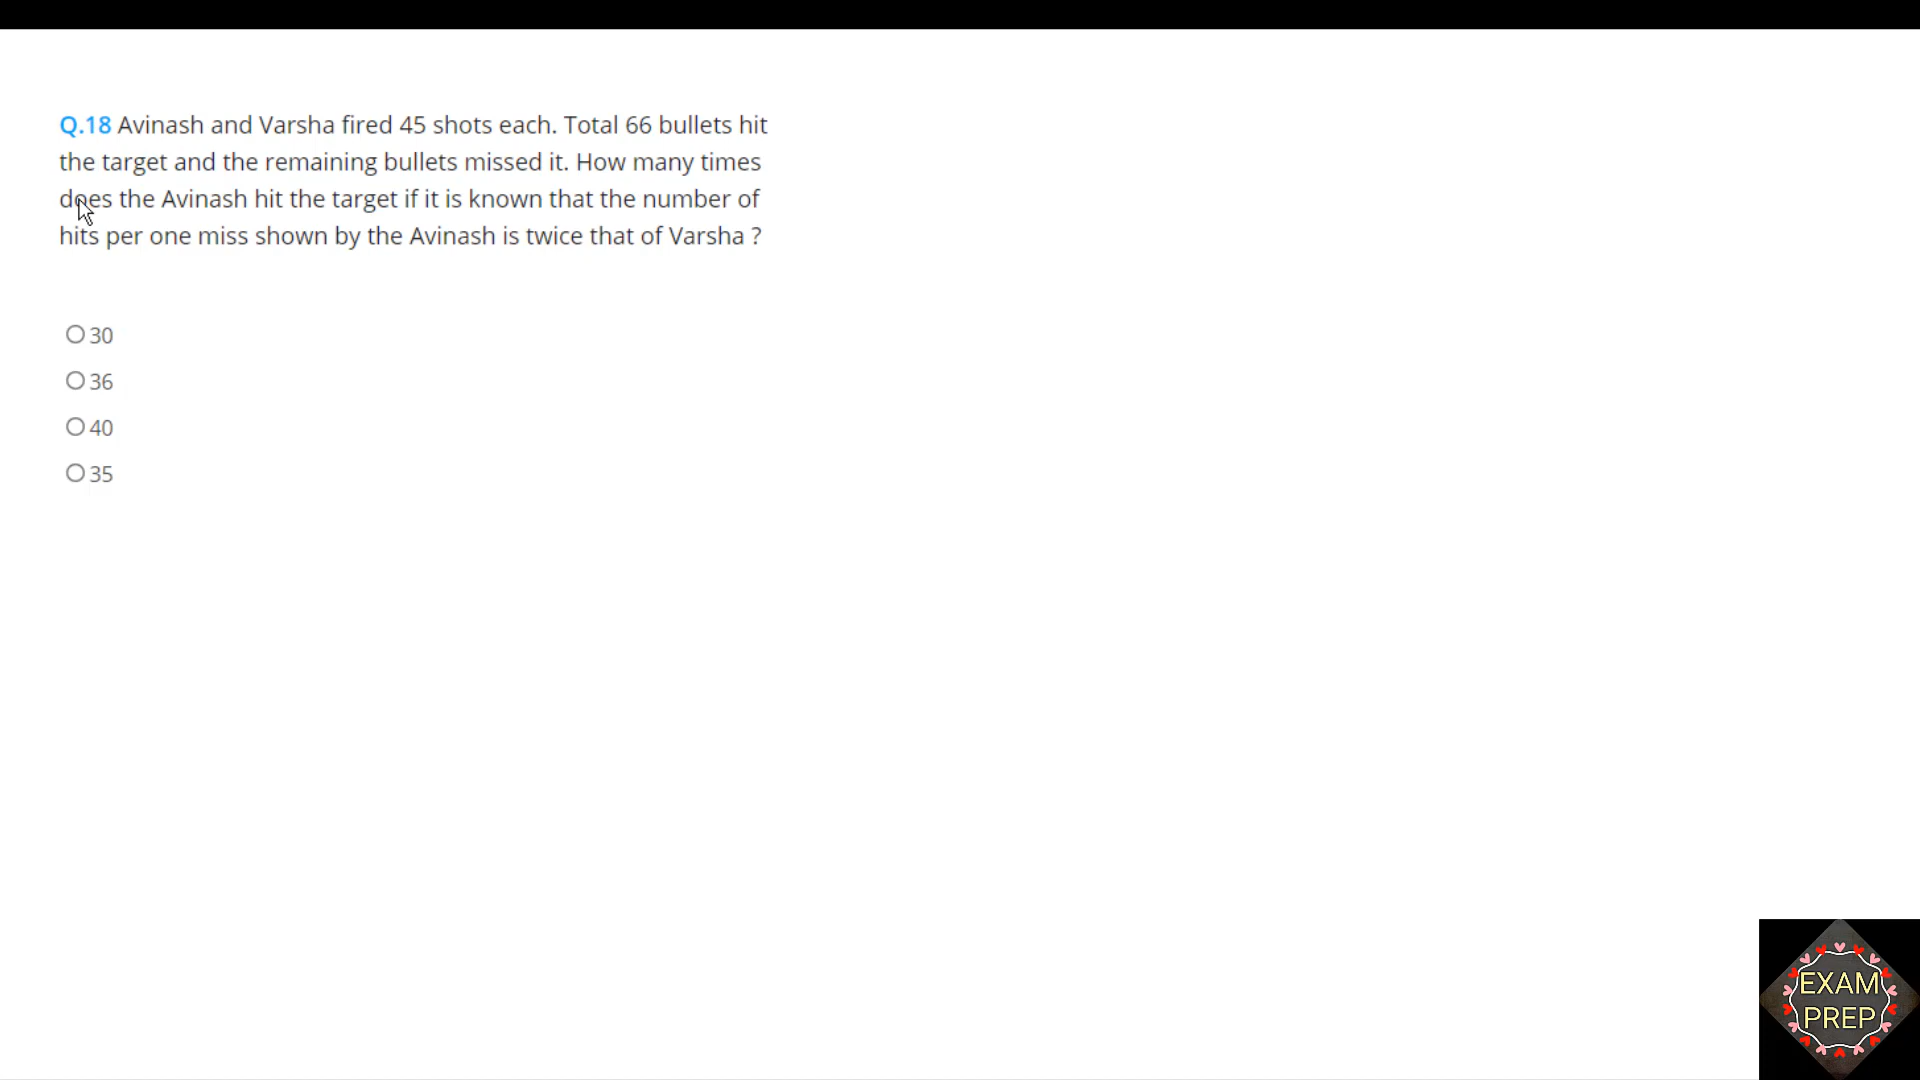 Q.18 Avinash and Varsha fired 45 shots each. Total 66 bullets hit
the target and the remaining bullets missed it. How many times
does the Avinash hit the target if it is known that the number of
hits per one miss shown by the Avinash is twice that of Varsha ?
30
36
40
35
EXAM
PREP